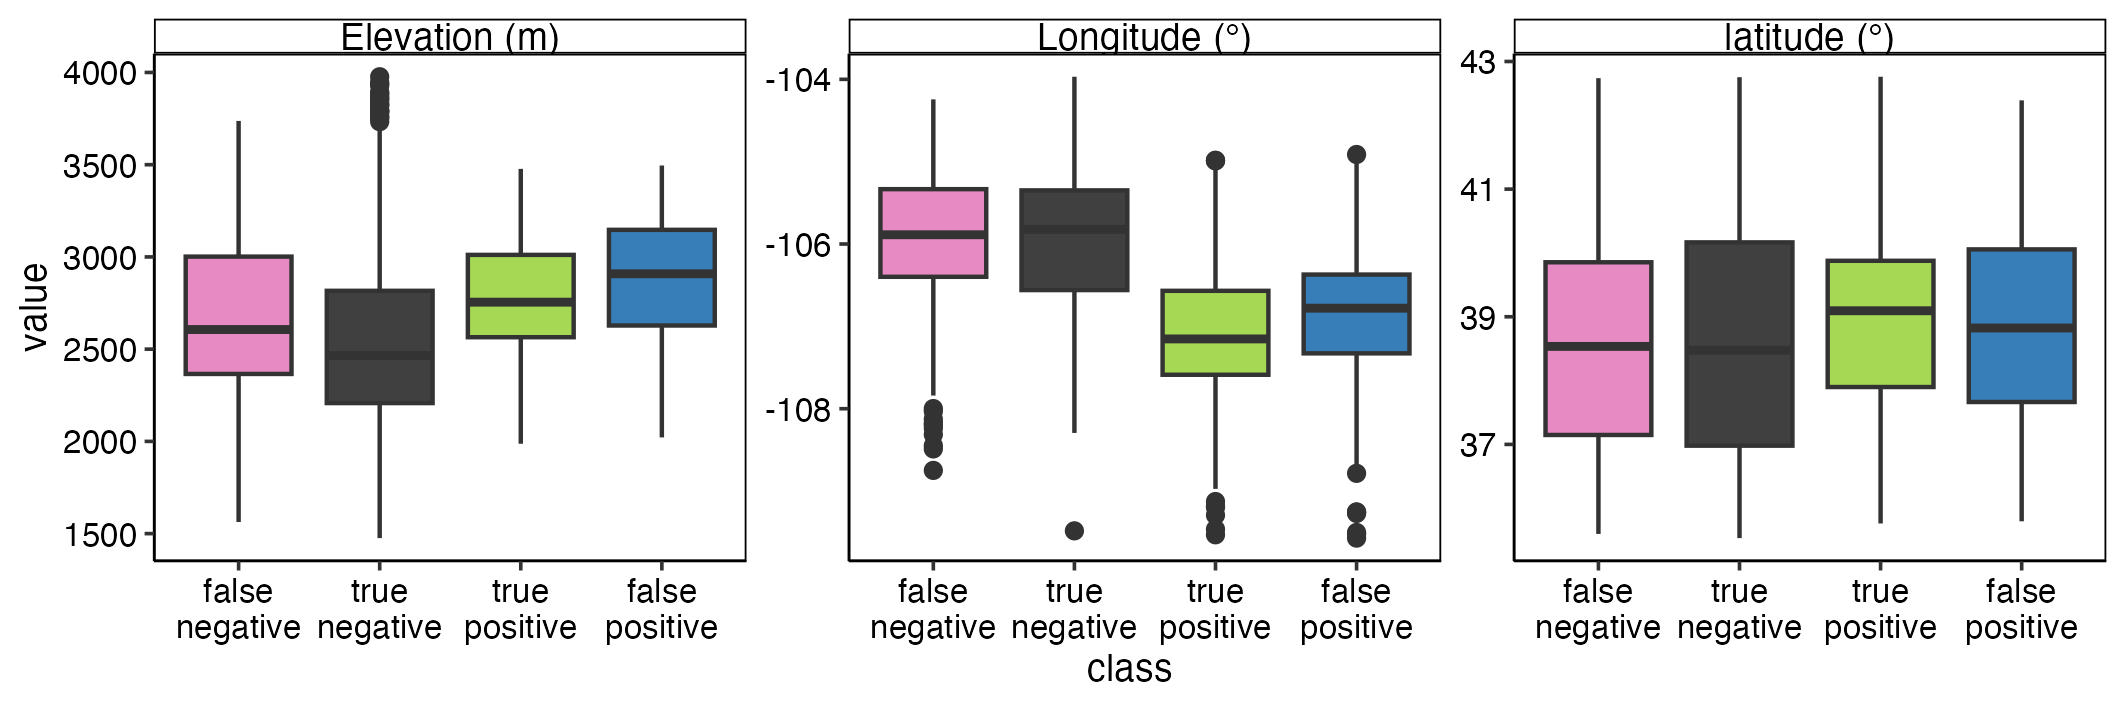 Elevation (m)
Longitude (°)
latitude (°)
value
4000
3500
3000
2500
2000
1500
-104
-106
-108
43
41
39
37
false negative
true negative
true positive
false positive
false negative
true negative
true positive
false positive
false negative
true negative
true positive
false positive
class